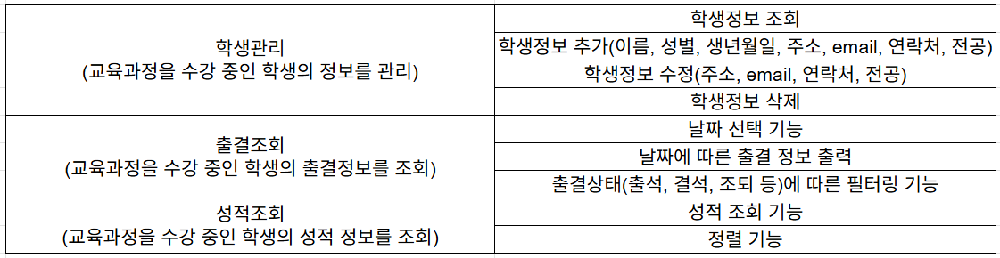 학생관리
(교육과정을 수강 중인 학생의 정보를 관리)
학생정보 조회
학생정보 추가(이름, 성별, 생년월일, 주소, email, 연락처, 전공)
학생정보 수정(주소, email, 연락처, 전공)
학생정보 삭제
출결조회
(교육과정을 수강 중인 학생의 출결정보를 조회)
날짜 선택 기능
날짜에 따른 출결 정보 출력
출결상태(출석, 결석, 조퇴 등)에 따른 필터링 기능
성적조회
(교육과정을 수강 중인 학생의 성적 정보를 조회)
성적 조회 기능
정렬 기능